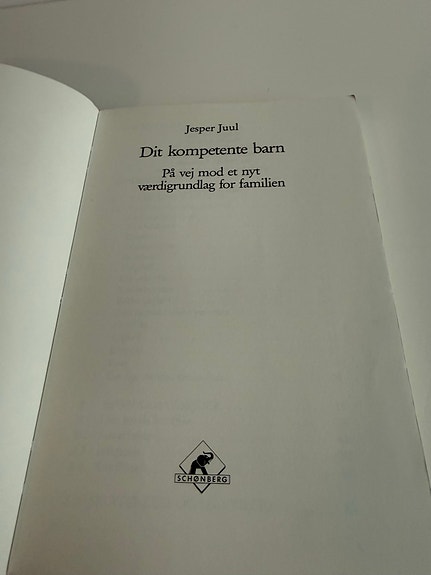 Jesper Juul
Dit kompetente barn
På vej mod et nyt
værdigrundlag for familien
SCHØNBERG